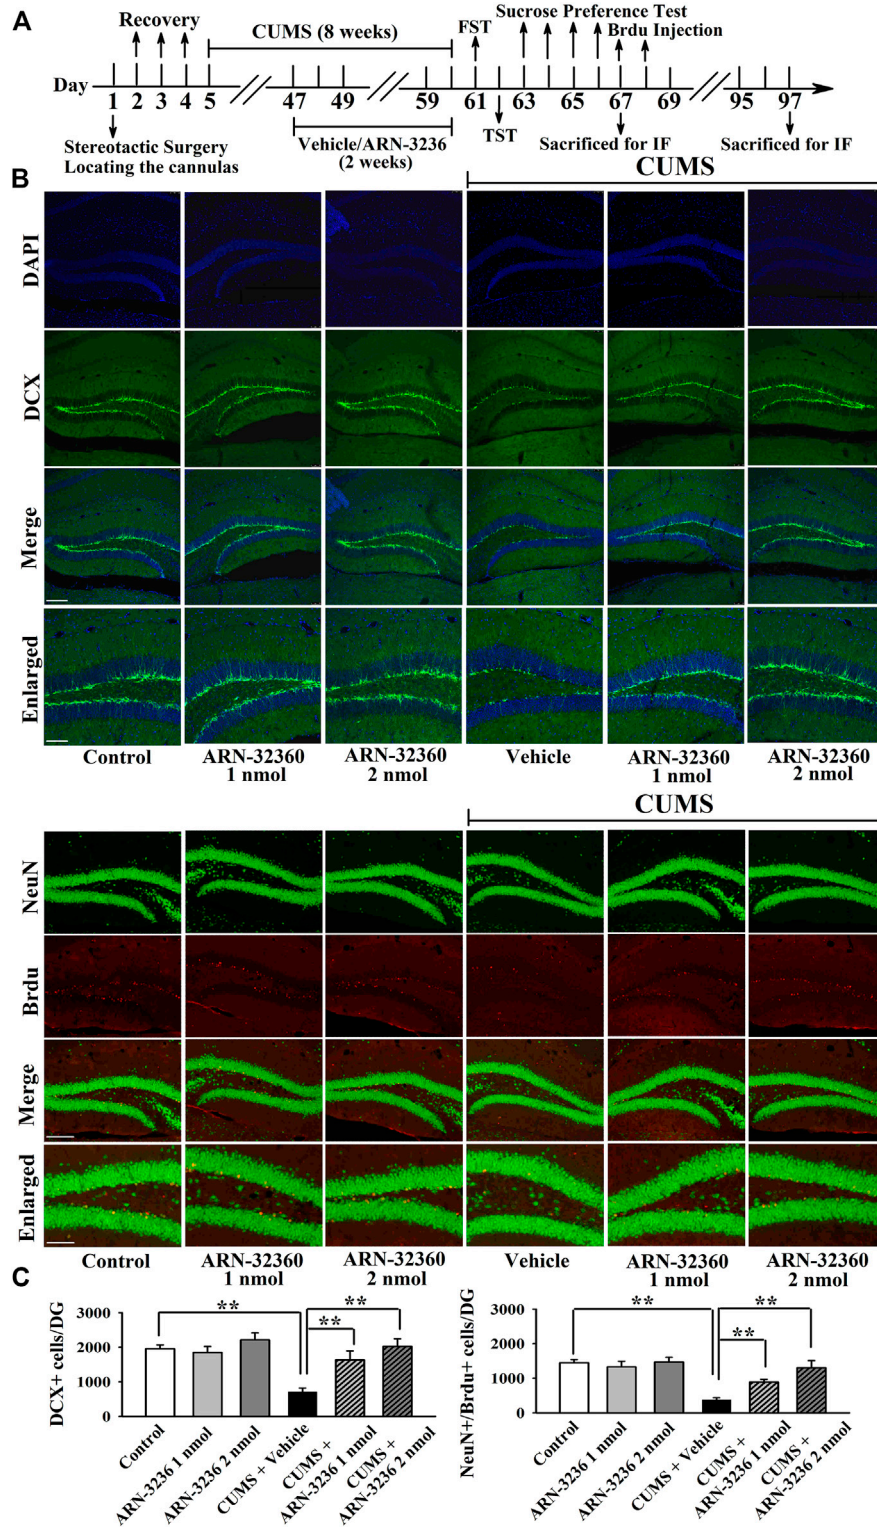 A
Recovery
CUMS (8 weeks)
FST
Sucrose Preference Test
Brdu Injection
Day
1 2 3 4 5 47 49 59 61 63 65 67 69 95 97
Stereotactic Surgery
Locating the cannulas
Vehicle/ARN-3236
(2 weeks)
TST
Sacrificed for IF
Sacrificed for IF
B
CUMS
DAPI
DCX
Merge
Enlarged
Control
ARN-32360
1 nmol
ARN-32360
2 nmol
Vehicle
ARN-32360
1 nmol
ARN-32360
2 nmol
CUMS
NeuN
Brdu
Merge
Enlarged
Control
ARN-32360
1 nmol
ARN-32360
2 nmol
Vehicle
ARN-32360
1 nmol
ARN-32360
2 nmol
C
DCX+ cells/DG
3000
2000
1000
0
**
**
**
Control
ARN-3236 1 nmol
ARN-3236 2 nmol
CUMS + Vehicle
CUMS +
ARN-3236 1 nmol
CUMS +
ARN-3236 2 nmol
NeuN+/Brdu+ cells/DG
3000
2000
1000
0
**
**
**
Control
ARN-3236 1 nmol
ARN-3236 2 nmol
CUMS + Vehicle
CUMS +
ARN-3236 1 nmol
CUMS +
ARN-3236 2 nmol